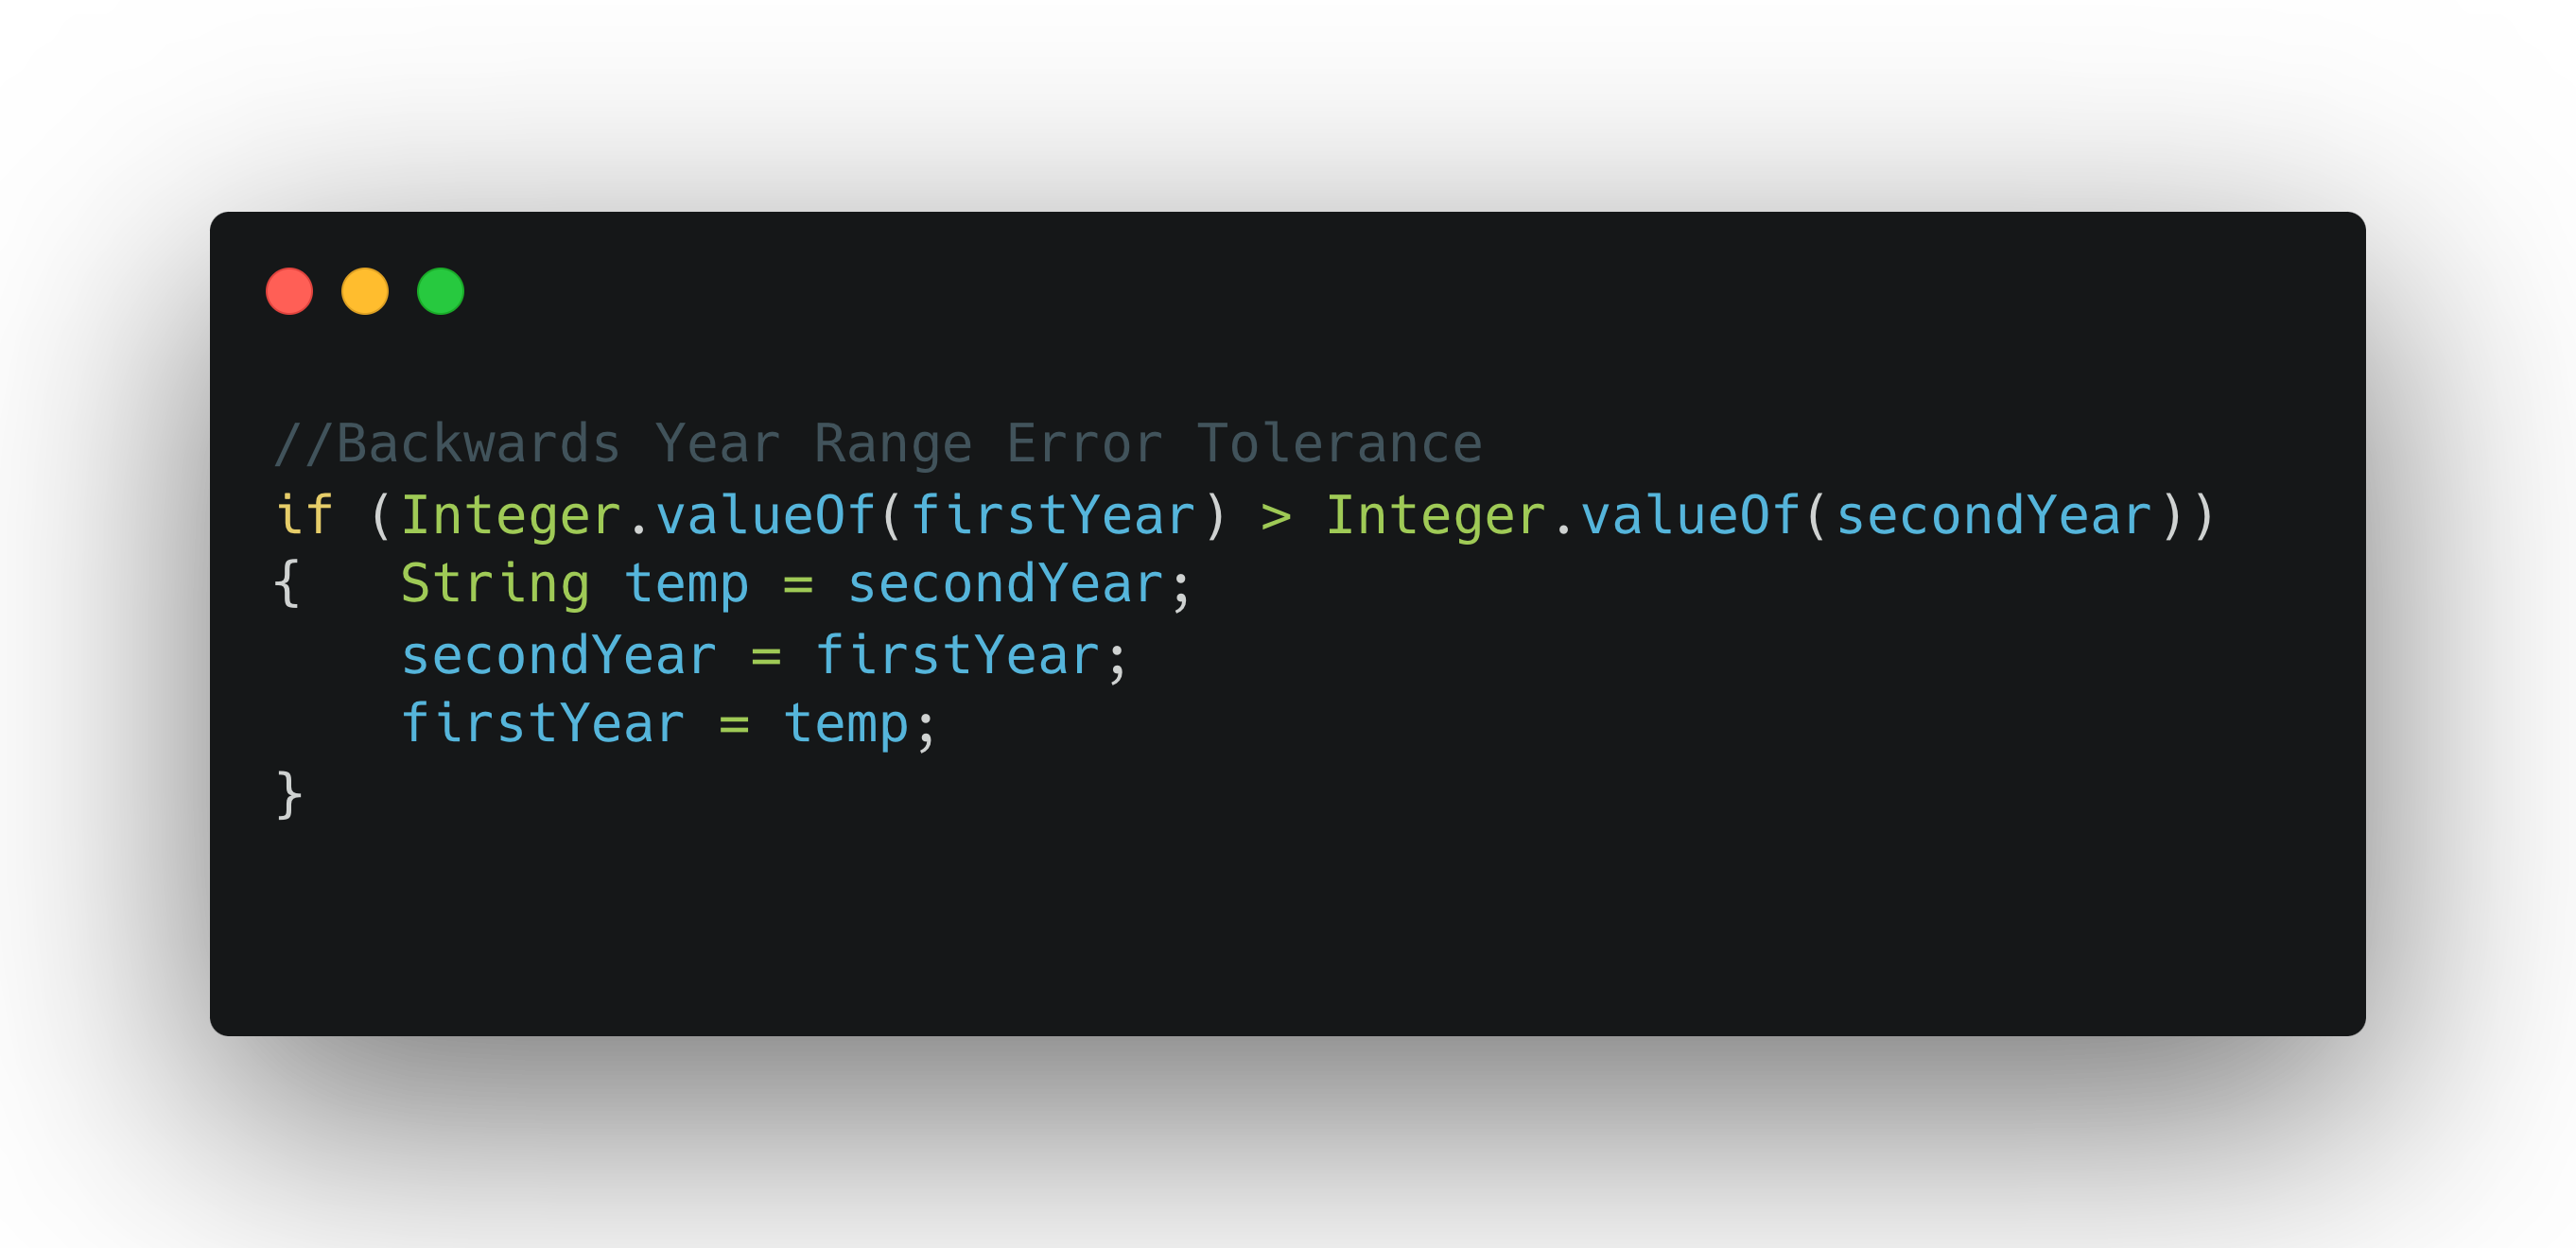 //Backwards Year Range Error Tolerance
if (Integer.valueOf(firstYear) > Integer.valueOf(secondYear))
{   String temp = secondYear;
    secondYear = firstYear;
    firstYear = temp;
}